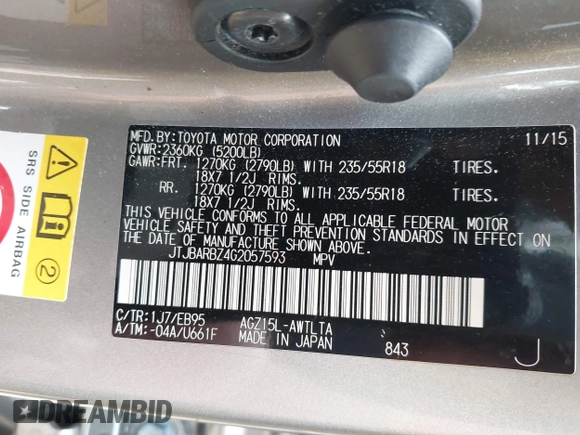 MFD.BY:TOYOTA MOTOR CORPORATION 11/15
GVWR:2360KG (5200LB)
GAWR:FRT. 1270KG (2790LB) WITH 235/55R18 TIRES.
18X7 1/2J RIMS.
RR. 1270KG (2790LB) WITH 235/55R18 TIRES.
18X7 1/2J RIMS.
THIS VEHICLE CONFORMS TO ALL APPLICABLE FEDERAL MOTOR
VEHICLE SAFETY AND THEFT PREVENTION STANDARDS IN EFFECT ON
THE DATE OF MANUFACTURE SHOWN ABOVE.
JTJBARBZ4G2057593 MPV
C/TR:1J7/EB95 AGZ15L-AWTLTA
A/TM:-04A/U661F MADE IN JAPAN 843 J
SRS SIDE AIRBAG
2
DREAMBID